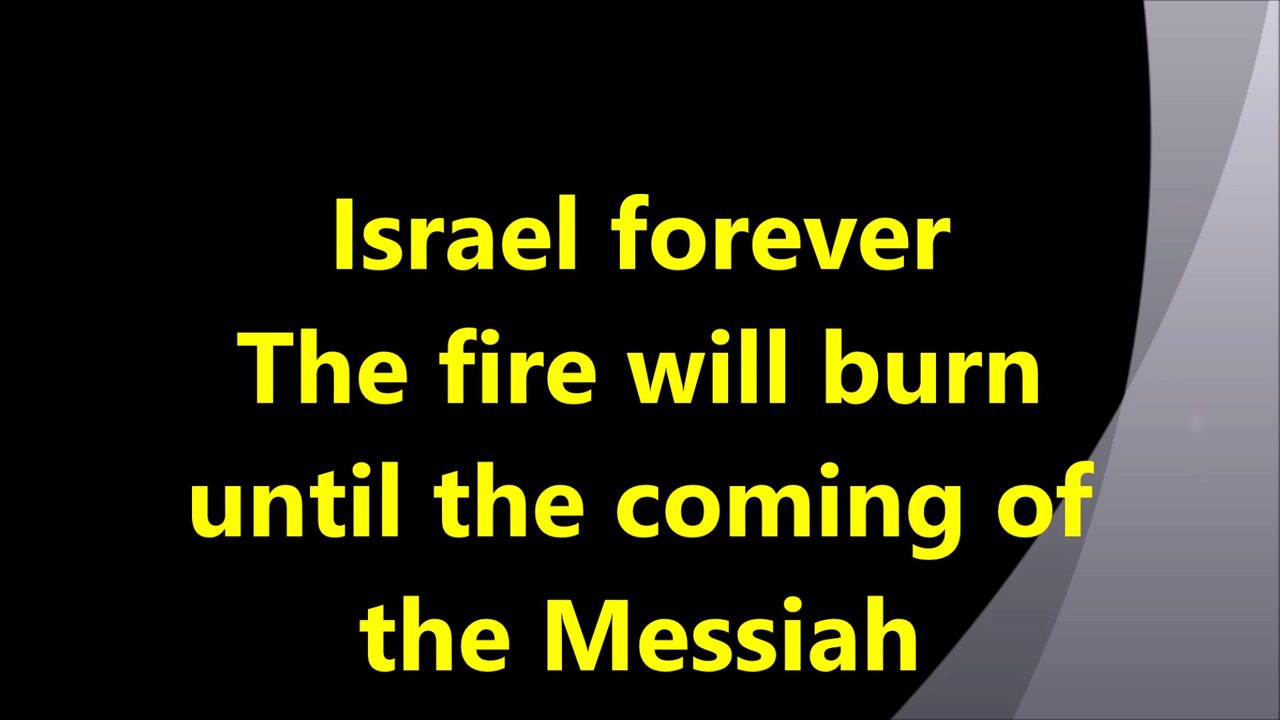 Israel forever
The fire will burn
until the coming of
the Messiah